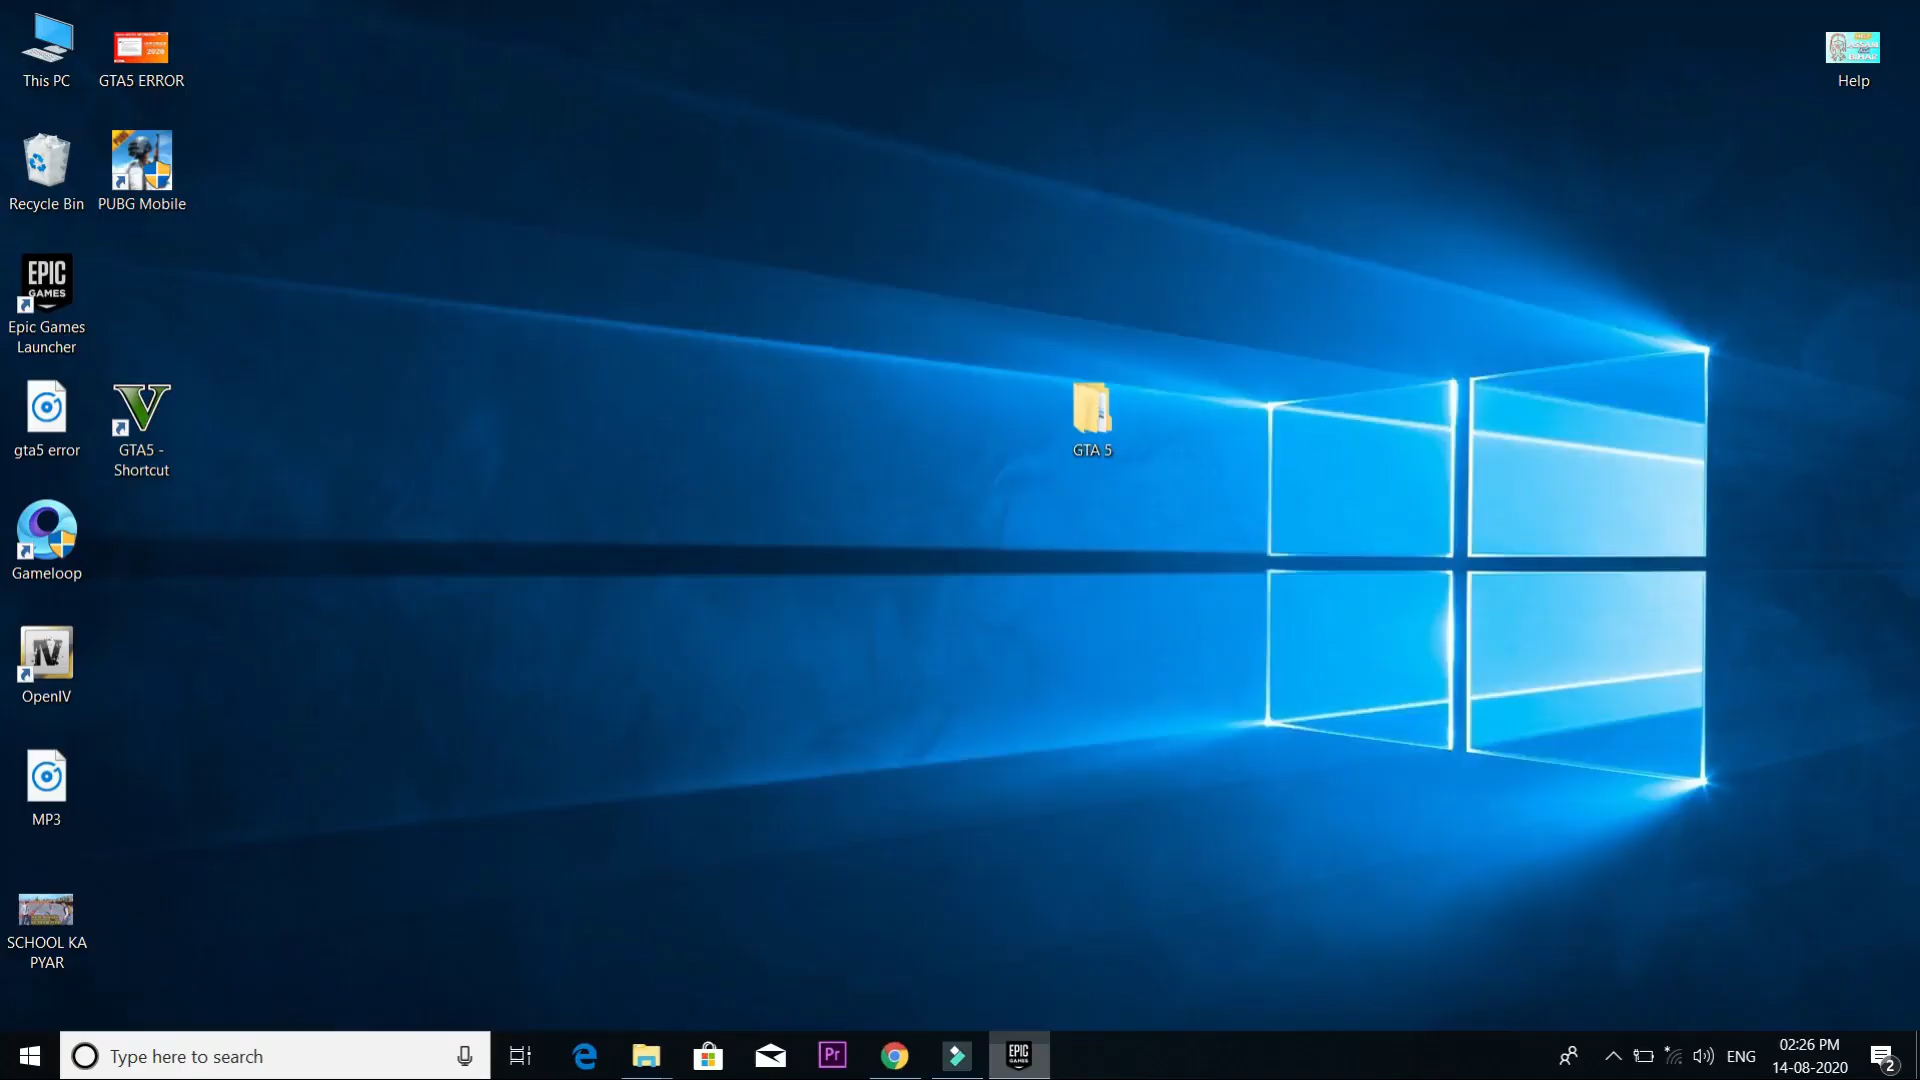 This PC
GTA5 ERROR
Help
Recycle Bin
PUBG Mobile
EPIC
GAMES
Epic Games
Launcher
gta5 error
GTA5 -
Shortcut
GTA 5
Gameloop
OpenIV
MP3
SCHOOL KA
PYAR
Type here to search
Pr
EPIC
GAMES
ENG
02:26 PM
14-08-2020
2